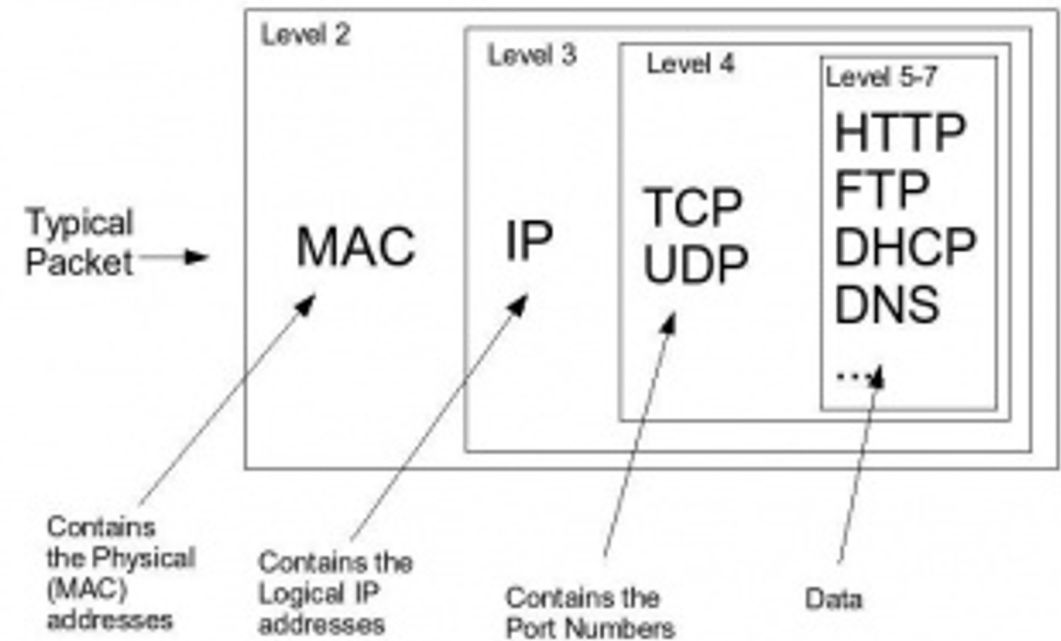 Level 2
Level 3
Level 4
Level 5-7
HTTP
FTP
DHCP
DNS
...
TCP
UDP
IP
MAC
Typical
Packet
Contains
the Physical
(MAC)
addresses
Contains the
Logical IP
addresses
Contains the
Port Numbers
Data